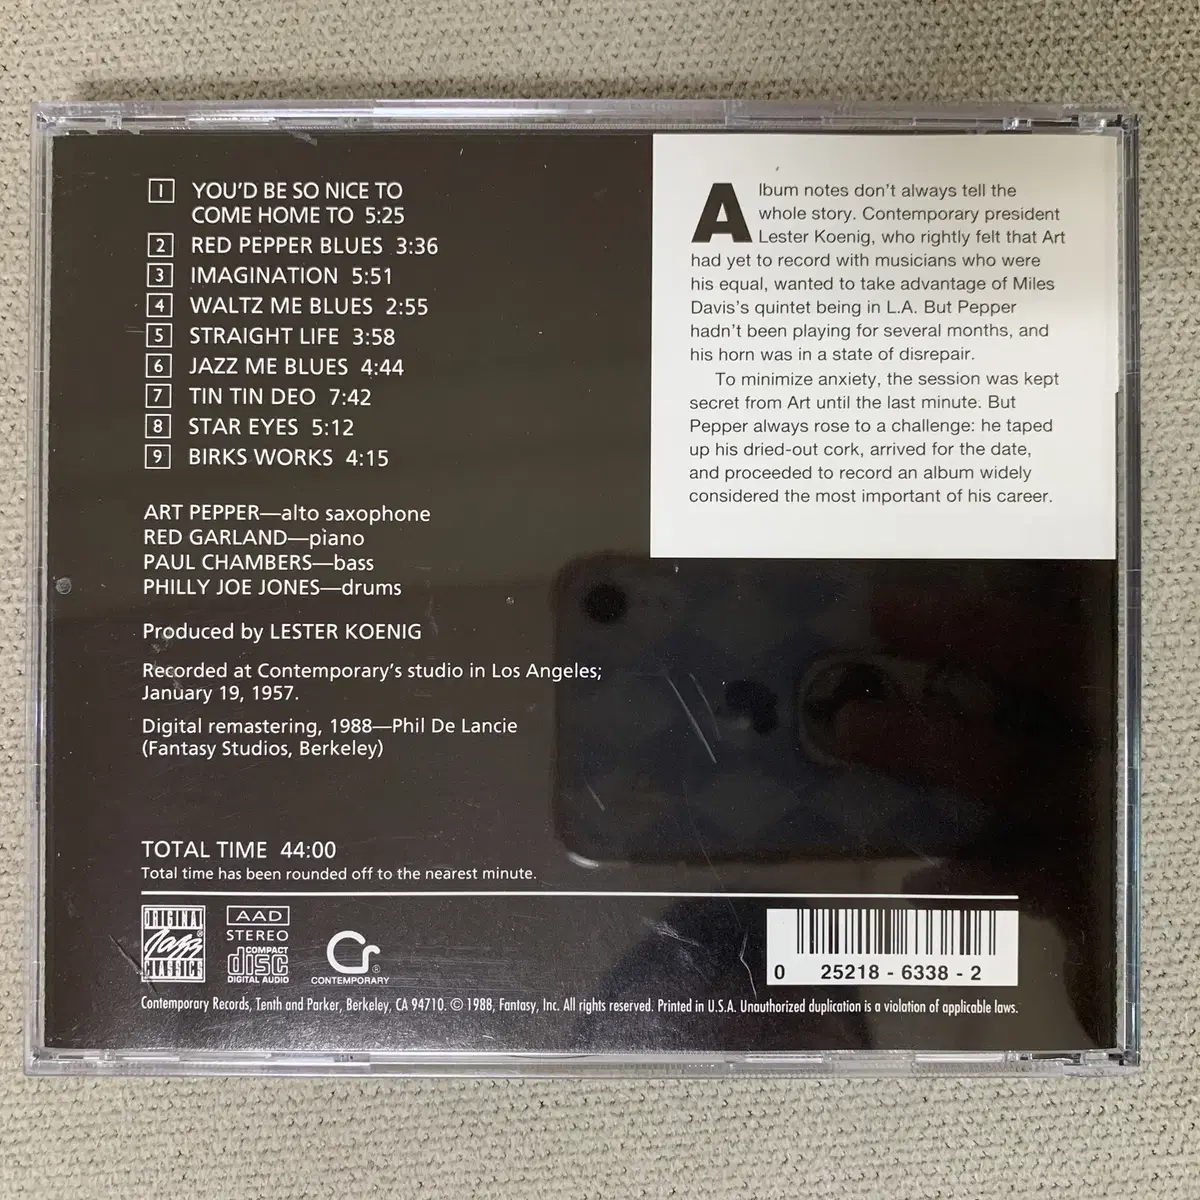 1 YOU'D BE SO NICE TO
COME HOME TO 5:25
2 RED PEPPER BLUES 3:36
3 IMAGINATION 5:51
4 WALTZ ME BLUES 2:55
5 STRAIGHT LIFE 3:58
6 JAZZ ME BLUES 4:44
7 TIN TIN DEO 7:42
8 STAR EYES 5:12
9 BIRKS WORKS 4:15
ART PEPPER—alto saxophone
RED GARLAND—piano
PAUL CHAMBERS—bass
PHILLY JOE JONES—drums
Produced by LESTER KOENIG
Recorded at Contemporary's studio in Los Angeles;
January 19, 1957.
Digital remastering, 1988—Phil De Lancie
(Fantasy Studios, Berkeley)
Album notes don't always tell the
whole story. Contemporary president
Lester Koenig, who rightly felt that Art
had yet to record with musicians who were
his equal, wanted to take advantage of Miles
Davis's quintet being in L.A. But Pepper
hadn't been playing for several months, and
his horn was in a state of disrepair.
To minimize anxiety, the session was kept
secret from Art until the last minute. But
Pepper always rose to a challenge: he taped
up his dried-out cork, arrived for the date,
and proceeded to record an album widely
considered the most important of his career.
TOTAL TIME 44:00
Total time has been rounded off to the nearest minute.
ORIGINAL
Jazz ®
CLASSICS
AAD
STEREO
COMPACT
disc
DIGITAL AUDIO
Cr ®
CONTEMPORARY
0 25218 - 6338 - 2
Contemporary Records, Tenth and Parker, Berkeley, CA 94710. © 1988, Fantasy, Inc. All rights reserved. Printed in U.S.A. Unauthorized duplication is a violation of applicable laws.